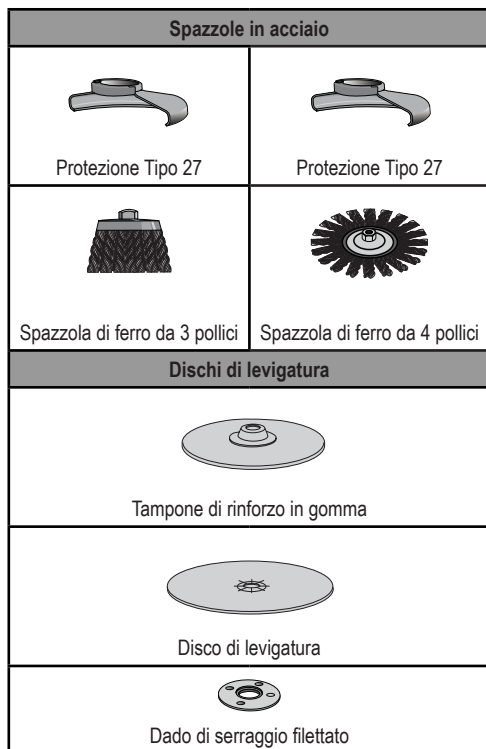 Spazzole in acciaio
Protezione Tipo 27
Protezione Tipo 27
Spazzola di ferro da 3 pollici
Spazzola di ferro da 4 pollici
Dischi di levigatura
Tampone di rinforzo in gomma
Disco di levigatura
Dado di serraggio filettato